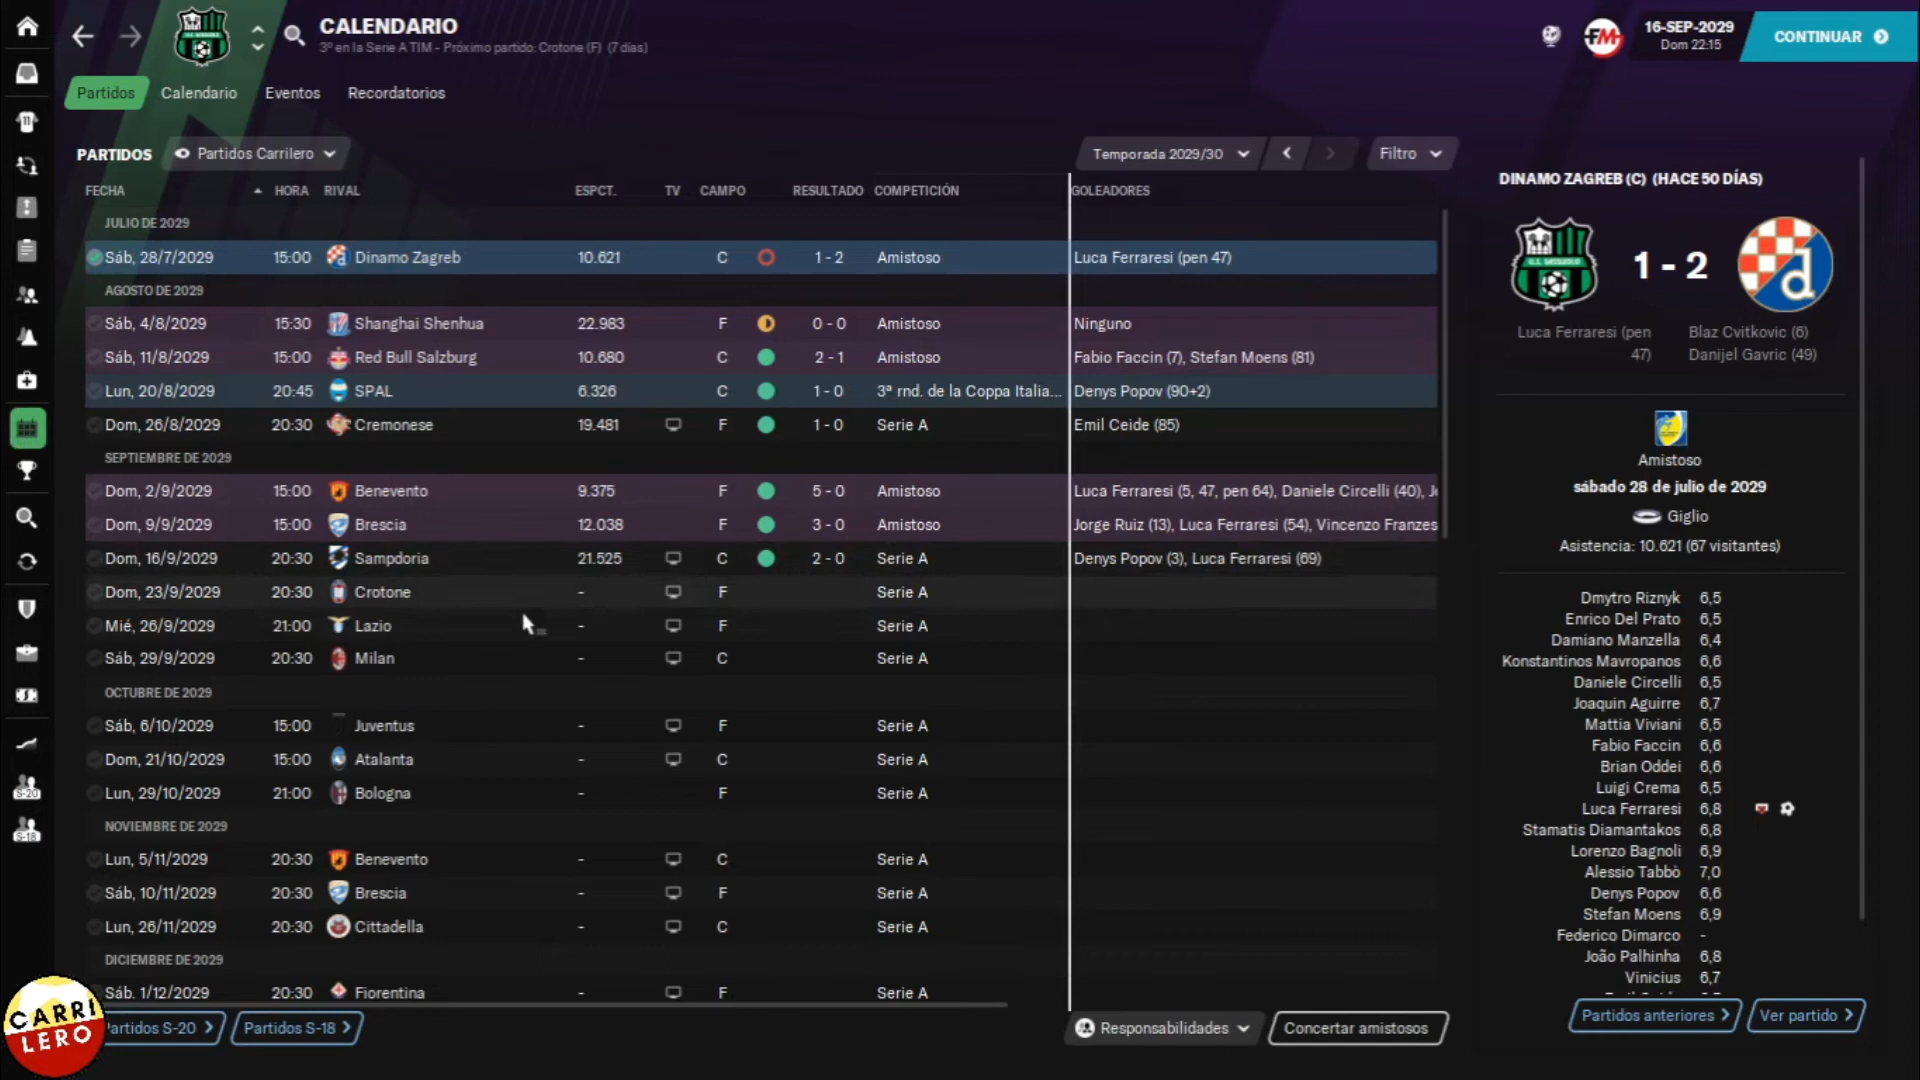 CALENDARIO
3º en la Serie A TIM - Próximo partido: Crotone (F) (7 días)
FM
16-SEP-2029
Dom 22:15
CONTINUAR
Partidos Calendario Eventos Recordatorios
PARTIDOS Partidos Carrilero Temporada 2029/30 Filtro
FECHA HORA RIVAL ESPCT. TV CAMPO RESULTADO COMPETICIÓN GOLEADORES
JULIO DE 2029
Sáb, 28/7/2029 15:00 Dinamo Zagreb 10.621 C 1 - 2 Amistoso Luca Ferraresi (pen 47)
AGOSTO DE 2029
Sáb, 4/8/2029 15:30 Shanghai Shenhua 22.983 F 0 - 0 Amistoso Ninguno
Sáb, 11/8/2029 15:00 Red Bull Salzburg 10.680 C 2 - 1 Amistoso Fabio Faccin (7), Stefan Moens (81)
Lun, 20/8/2029 20:45 SPAL 6.326 C 1 - 0 3ª rnd. de la Coppa Italia... Denys Popov (90+2)
Dom, 26/8/2029 20:30 Cremonese 19.481 F 1 - 0 Serie A Emil Ceide (85)
SEPTIEMBRE DE 2029
Dom, 2/9/2029 15:00 Benevento 9.375 F 5 - 0 Amistoso Luca Ferraresi (5, 47, pen 64), Daniele Circelli (40),
Dom, 9/9/2029 15:00 Brescia 12.038 F 3 - 0 Amistoso Jorge Ruiz (13), Luca Ferraresi (54), Vincenzo Franzes
Dom, 16/9/2029 20:30 Sampdoria 21.525 C 2 - 0 Serie A Denys Popov (3), Luca Ferraresi (69)
Dom, 23/9/2029 20:30 Crotone - F Serie A
Mié, 26/9/2029 21:00 Lazio - F Serie A
Sáb, 29/9/2029 20:30 Milan - C Serie A
OCTUBRE DE 2029
Sáb, 6/10/2029 15:00 Juventus - F Serie A
Dom, 21/10/2029 15:00 Atalanta - C Serie A
Lun, 29/10/2029 21:00 Bologna - F Serie A
NOVIEMBRE DE 2029
Lun, 5/11/2029 20:30 Benevento - C Serie A
Sáb, 10/11/2029 20:30 Brescia - F Serie A
Lun, 26/11/2029 20:30 Cittadella - C Serie A
DICIEMBRE DE 2029
Sáb. 1/12/2029 20:30 Fiorentina - F Serie A
Partidos S-20 Partidos S-18 Responsabilidades Concertar amistosos
S-20
S-18
CARRI
LERO
DINAMO ZAGREB (C) (HACE 50 DÍAS)
1 - 2
Luca Ferraresi (pen 47)
Blaz Cvitkovic (6)
Danijel Gavric (49)
Amistoso
sábado 28 de julio de 2029
Giglio
Asistencia: 10.621 (67 visitantes)
Dmytro Riznyk 6,5
Enrico Del Prato 6,5
Damiano Manzella 6,4
Konstantinos Mavropanos 6,6
Daniele Circelli 6,5
Joaquin Aguirre 6,7
Mattia Viviani 6,5
Fabio Faccin 6,6
Brian Oddei 6,6
Luigi Crema 6,5
Luca Ferraresi 6,8
Stamatis Diamantakos 6,8
Lorenzo Bagnoli 6,9
Alessio Tabbò 7,0
Denys Popov 6,6
Stefan Moens 6,9
Federico Dimarco -
João Palhinha 6,8
Vinicius 6,7
Partidos anteriores Ver partido